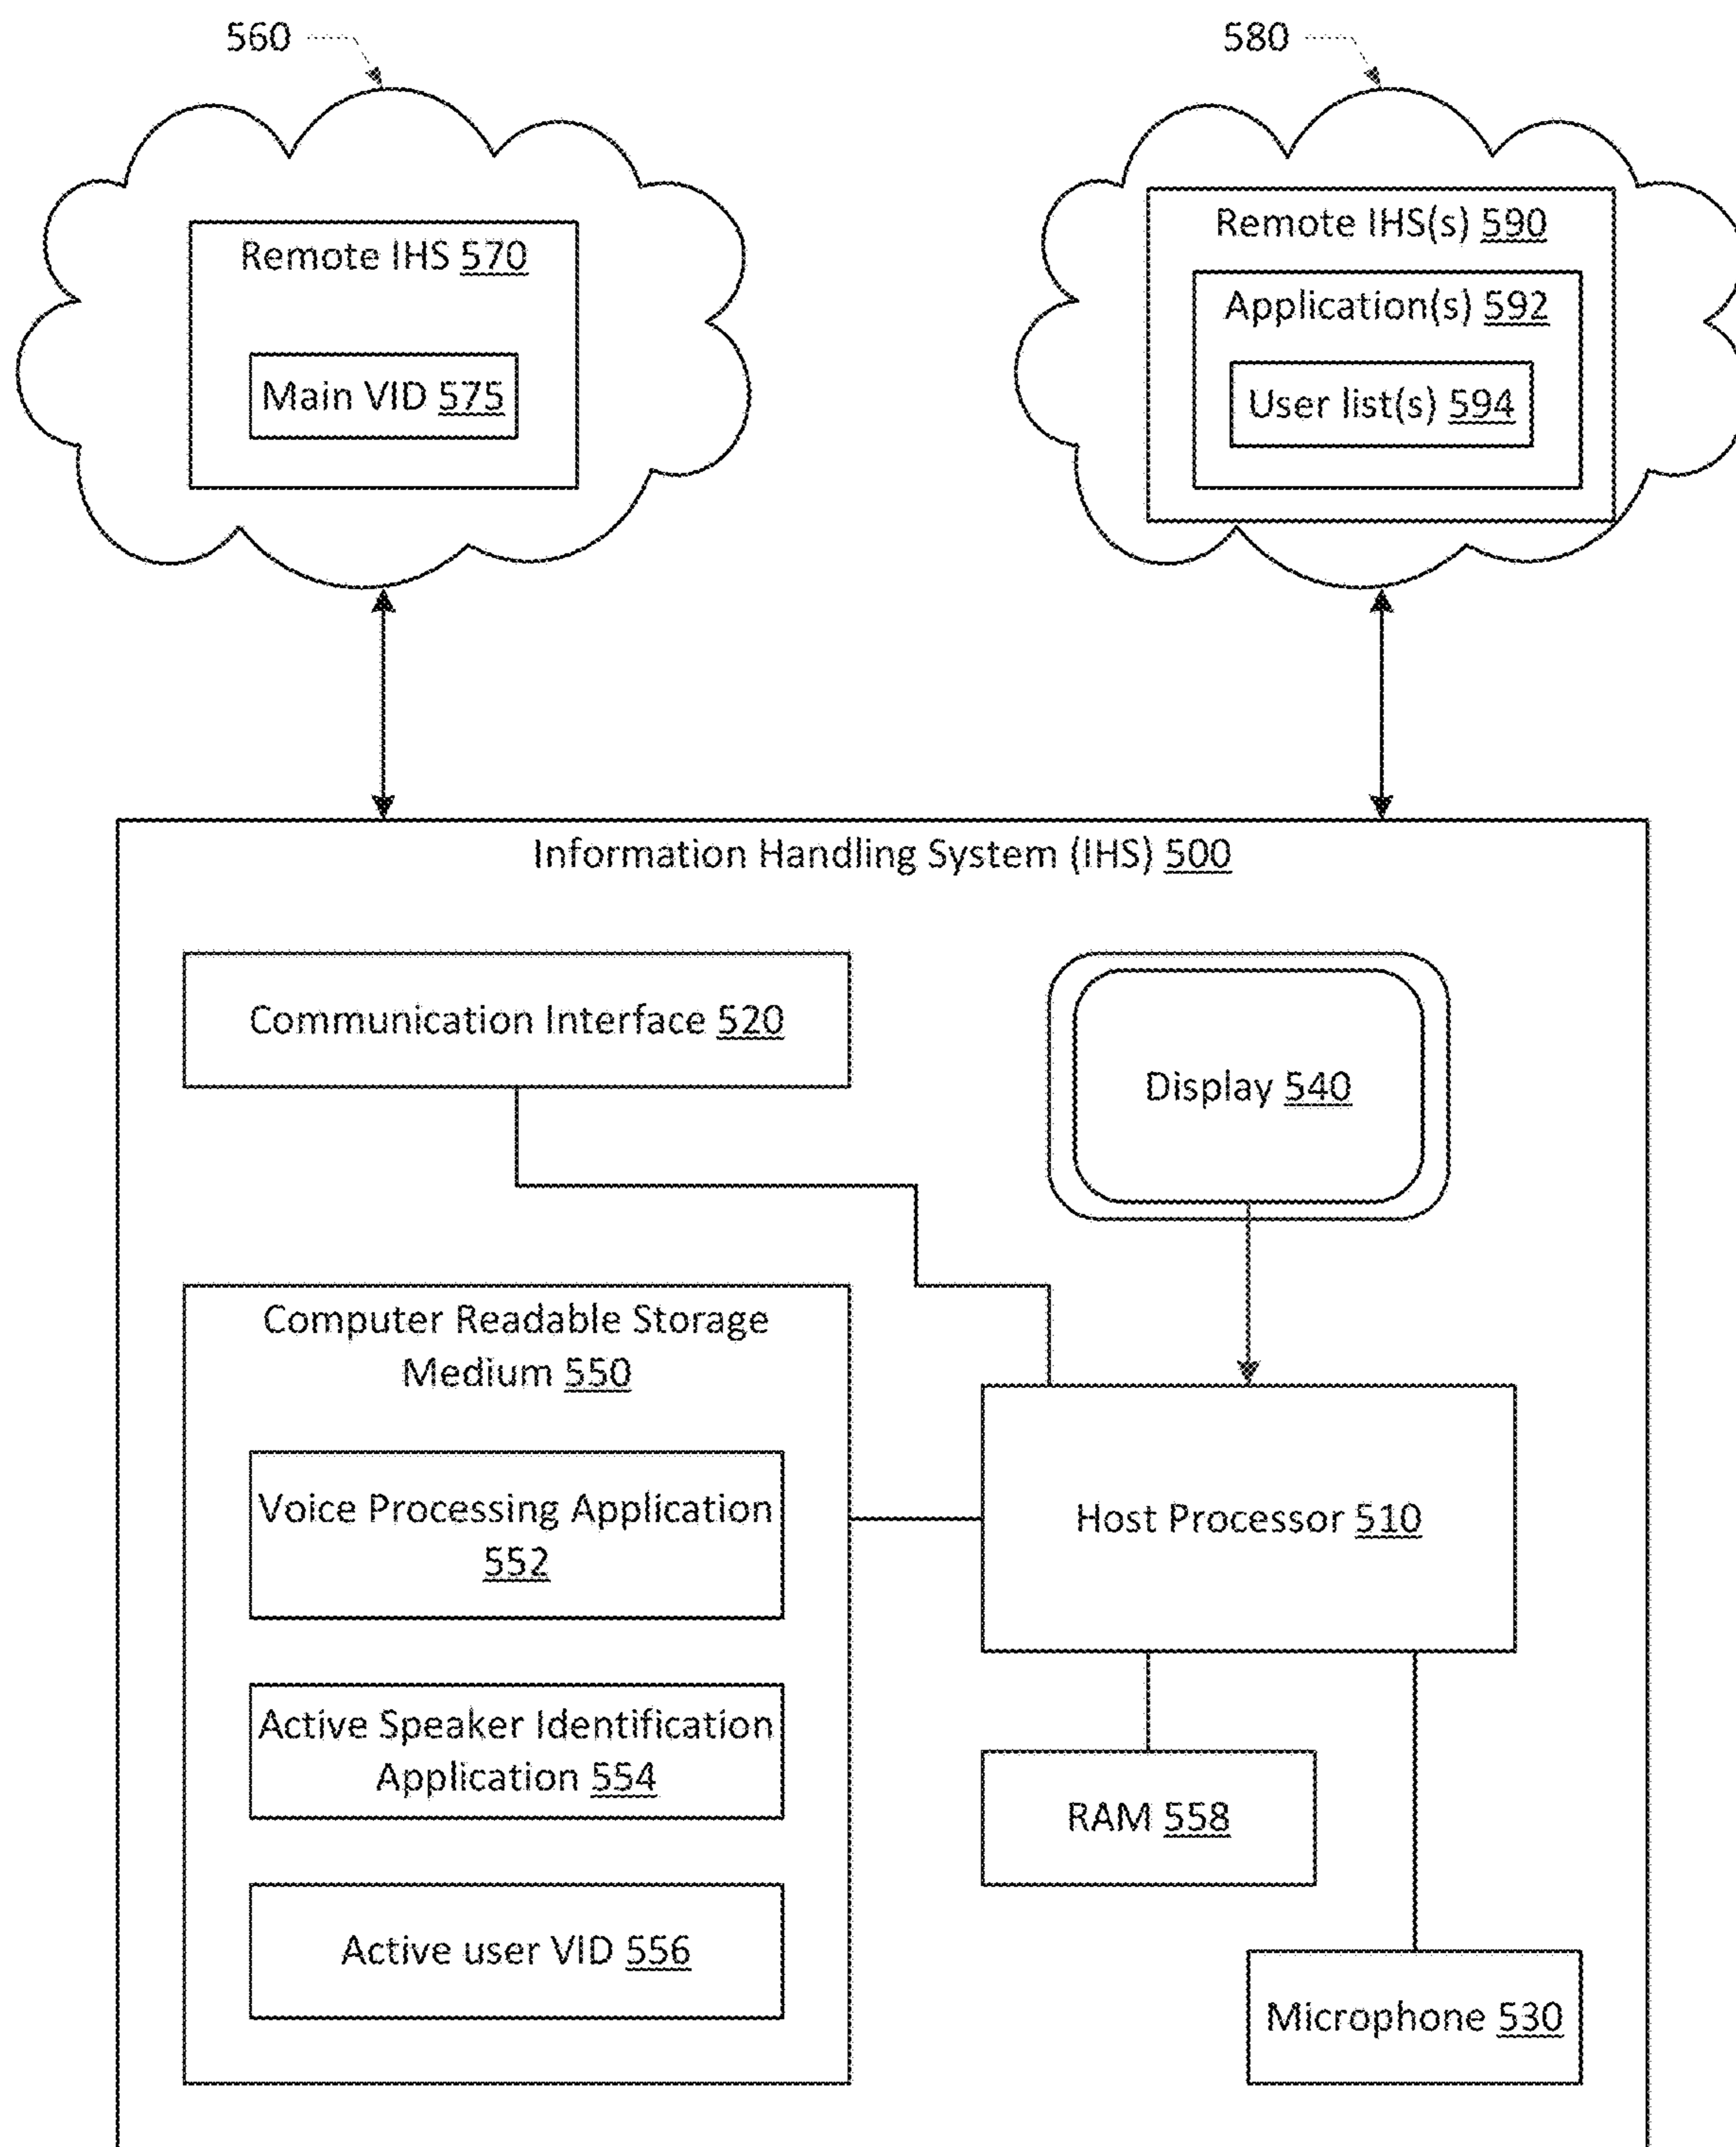 560
580
Remote IHS 570
Main VID 575
Remote IHS(s) 590
Application(s) 592
User list(s) 594
Information Handling System (IHS) 500
Communication Interface 520
Display 540
Computer Readable Storage
Medium 550
Voice Processing Application
552
Host Processor 510
Active Speaker Identification
Application 554
RAM 558
Active user VID 556
Microphone 530